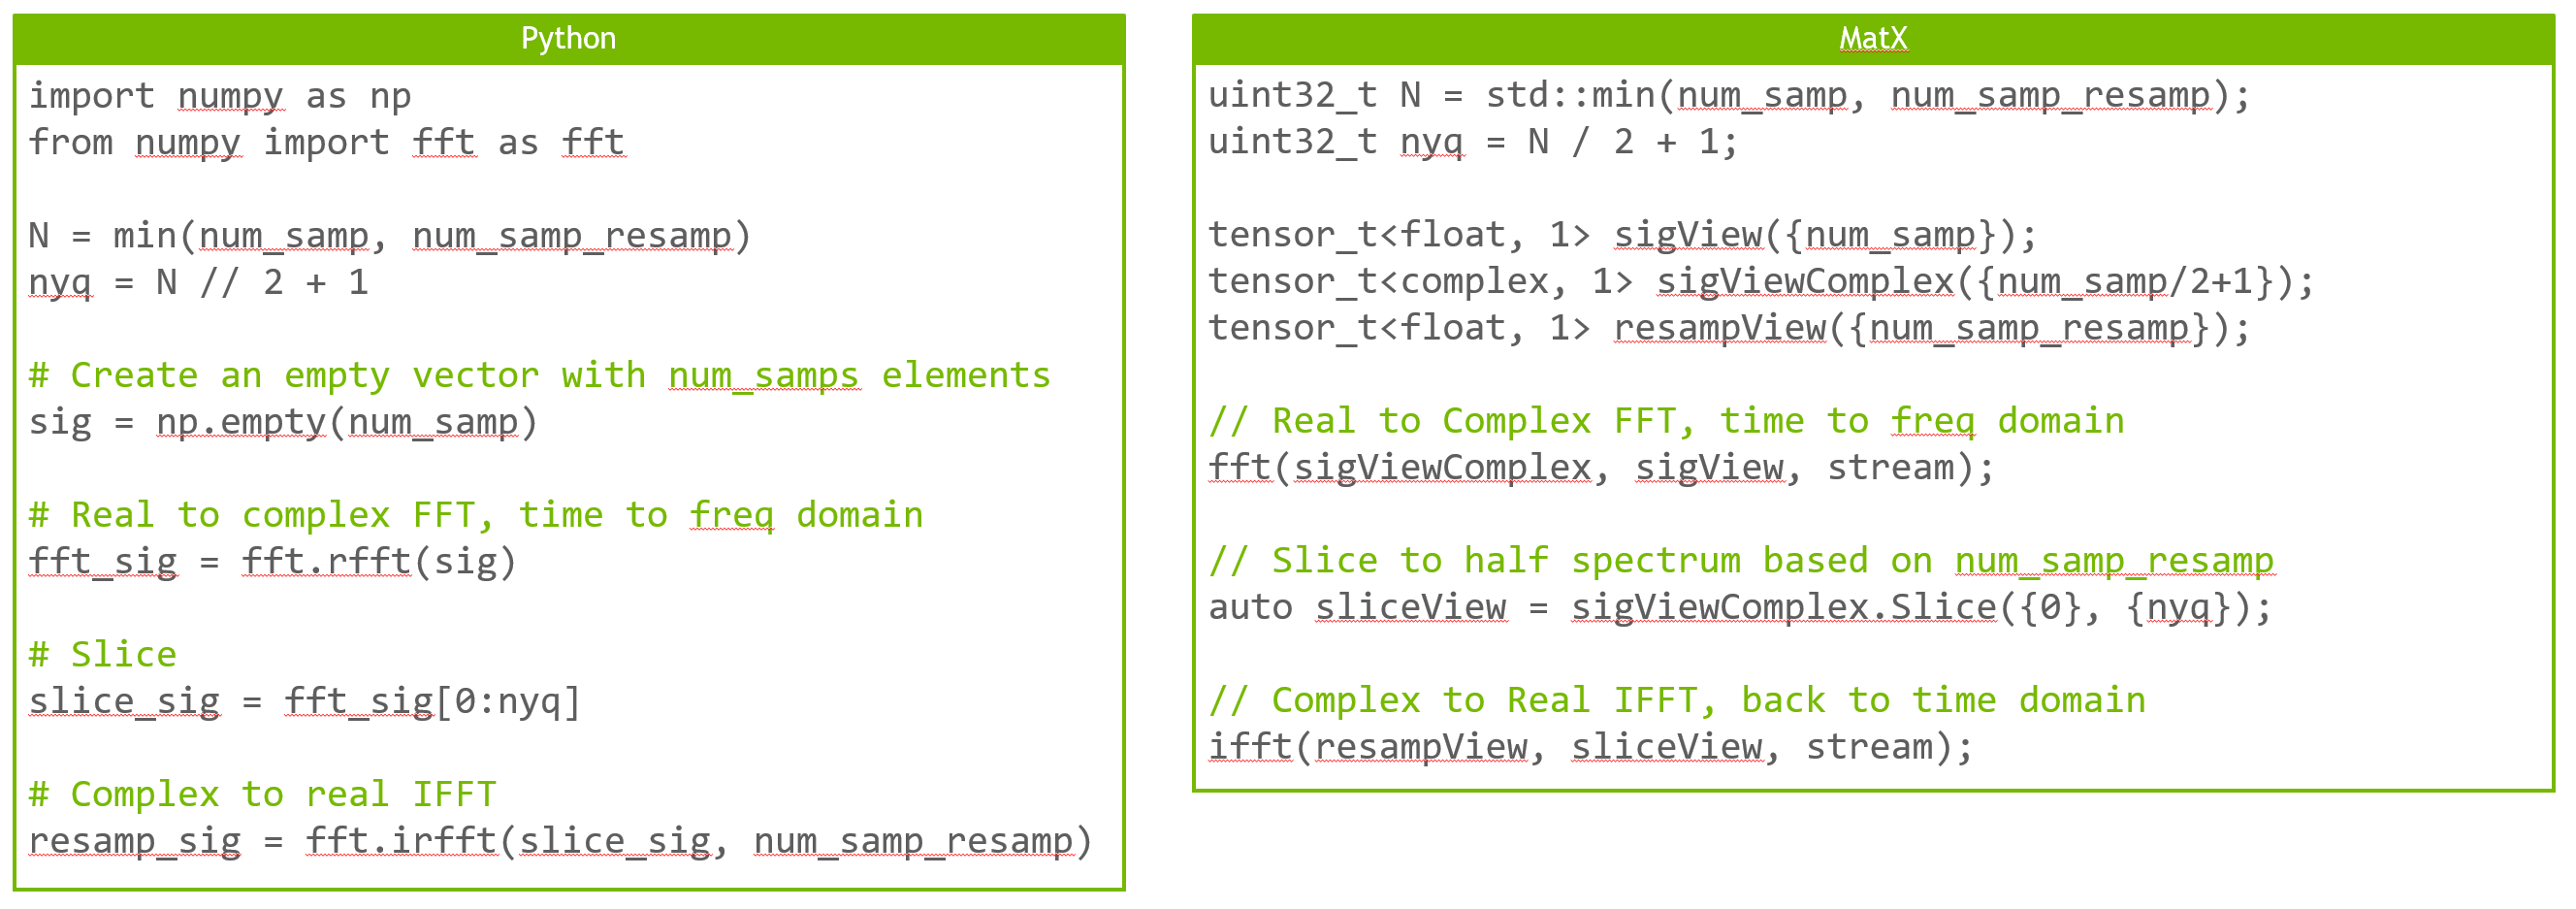 Python
import numpy as np
from numpy import fft as fft
N = min(num_samp, num_samp_resamp)
nyq = N // 2 + 1
# Create an empty vector with num_samps elements
sig = np.empty(num_samp)
# Real to complex FFT, time to freq domain
fft_sig = fft.rfft(sig)
# Slice
slice_sig = fft_sig[0:nyq]
# Complex to real IFFT
resamp_sig = fft.irfft(slice_sig, num_samp_resamp)
MatX
uint32_t N = std::min(num_samp, num_samp_resamp);
uint32_t nyq = N / 2 + 1;
tensor_t<float, 1> sigView({num_samp});
tensor_t<complex, 1> sigViewComplex({num_samp/2+1});
tensor_t<float, 1> resampView({num_samp_resamp});
// Real to Complex FFT, time to freq domain
fft(sigViewComplex, sigView, stream);
// Slice to half spectrum based on num_samp_resamp
auto sliceView = sigViewComplex.Slice({0}, {nyq});
// Complex to Real IFFT, back to time domain
ifft(resampView, sliceView, stream);